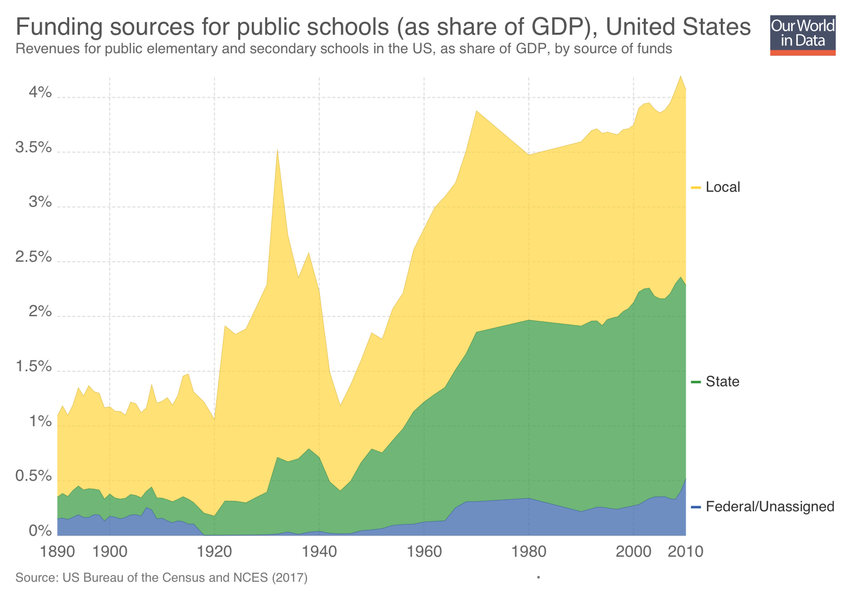 Funding sources for public schools (as share of GDP), United States
Our World
in Data
Revenues for public elementary and secondary schools in the US, as share of GDP, by source of funds
4%
3.5%
3%
2.5%
2%
1.5%
1%
0.5%
0%
Local
State
Federal/Unassigned
1890 1900 1920 1940 1960 1980 2000 2010
Source: US Bureau of the Census and NCES (2017)